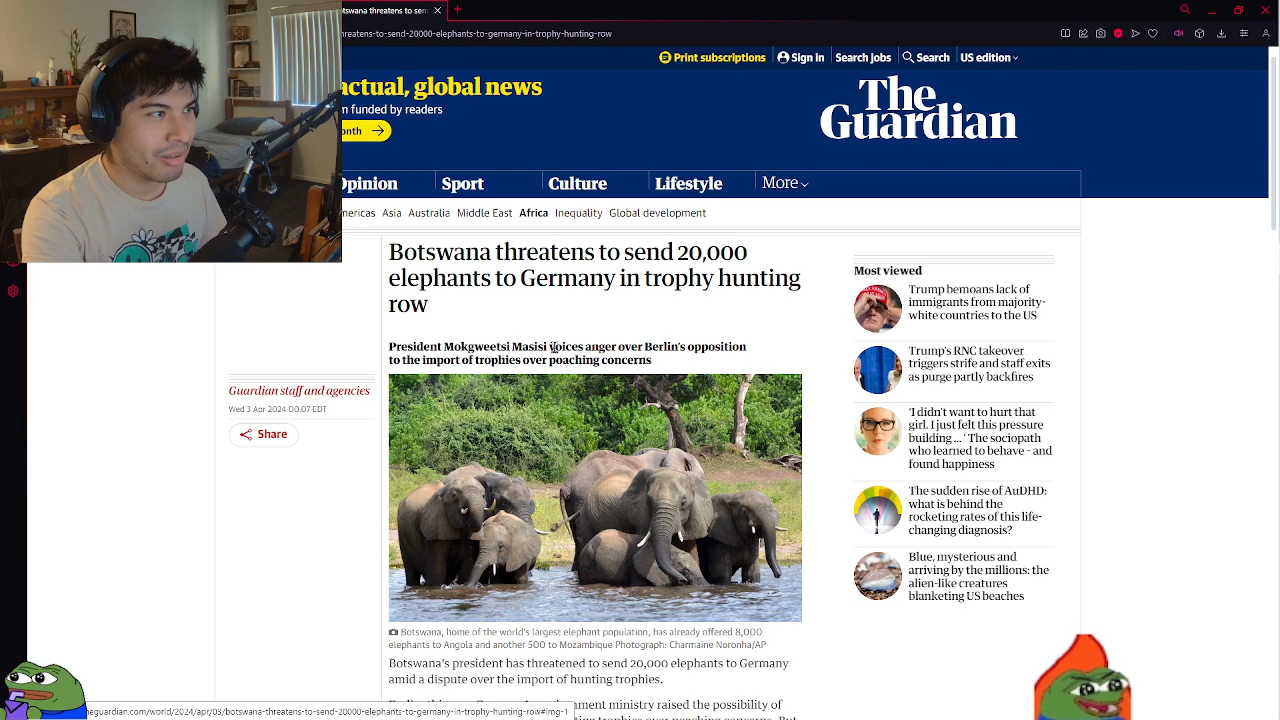 tswana threatens to sen
hreatens-to-send-20000-elephants-to-germany-in-trophy-hunting-row
Print subscriptions
Sign in
Search jobs
Search
US edition
actual, global news
n funded by readers
onth
The
Guardian
Opinion
Sport
Culture
Lifestyle
More
mericas
Asia
Australia
Middle East
Africa
Inequality
Global development
Botswana threatens to send 20,000
elephants to Germany in trophy hunting
row
President Mokgweetsi Masisi voices anger over Berlin's opposition
to the import of trophies over poaching concerns
Guardian staff and agencies
Wed 3 Apr 2024 00.07 EDT
Share
Botswana, home of the world's largest elephant population, has already offered 8,000
elephants to Angola and another 500 to Mozambique Photograph: Charmaine Noronha/AP
Botswana's president has threatened to send 20,000 elephants to Germany
amid a dispute over the import of hunting trophies.
nment ministry raised the possibility of
Most viewed
Trump bemoans lack of
immigrants from majority-
white countries to the US
Trump's RNC takeover
triggers strife and staff exits
as purge partly backfires
'I didn't want to hurt that
girl. I just felt this pressure
building ... ' The sociopath
who learned to behave – and
found happiness
The sudden rise of AuDHD:
what is behind the
rocketing rates of this life-
changing diagnosis?
Blue, mysterious and
arriving by the millions: the
alien-like creatures
blanketing US beaches
heguardian.com/world/2024/apr/03/botswana-threatens-to-send-20000-elephants-to-germany-in-trophy-hunting-row#img-1